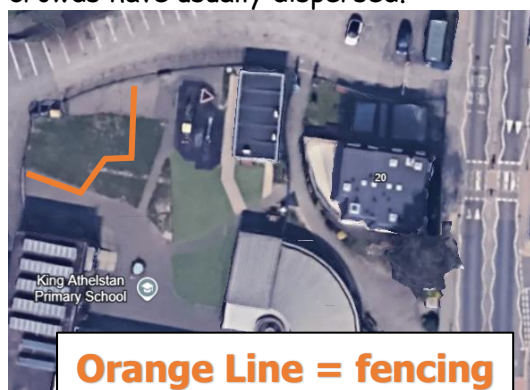 crowds have usually dispersed.
20
King Athelstan
Primary School
Orange Line = fencing